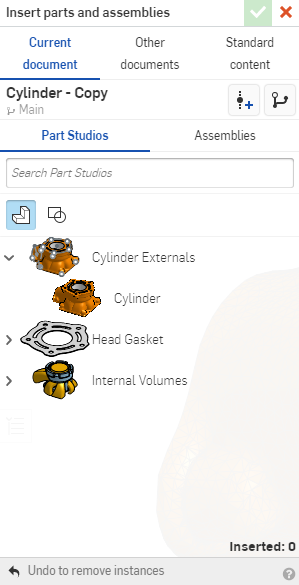 Insert parts and assemblies
Current document
Other documents
Standard content
Cylinder - Copy
Main
Part Studios
Assemblies
Search Part Studios
Cylinder Externals
Cylinder
Head Gasket
Internal Volumes
Inserted: 0
Undo to remove instances